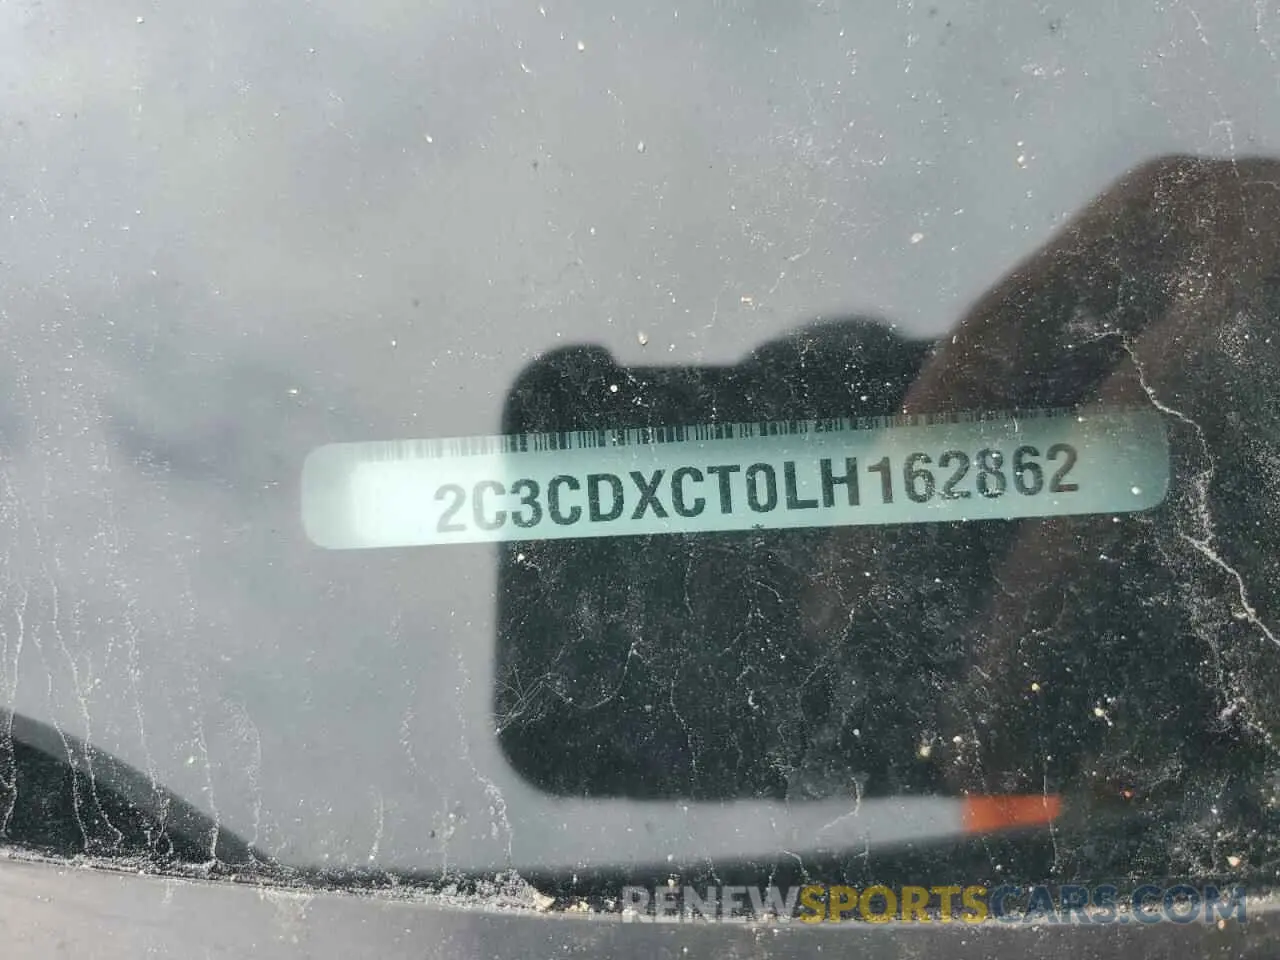 2C3CDXCT0LH162862
*
RENEWSPORTSCARS.COM